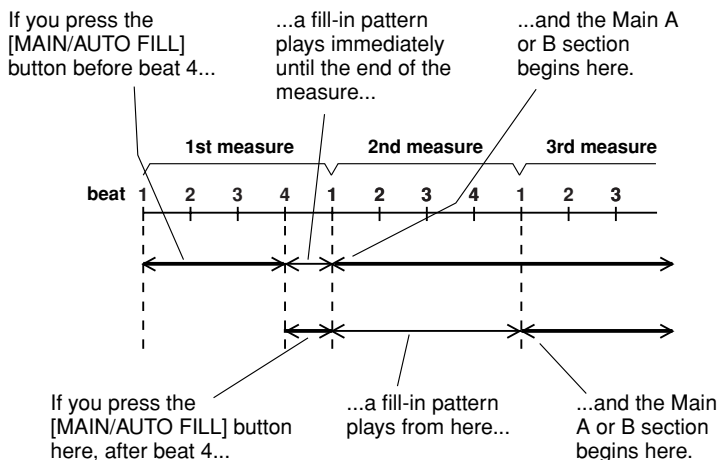 If you press the
[MAIN/AUTO FILL]
button before beat 4...
...a fill-in pattern
plays immediately
until the end of the
measure...
...and the Main A
or B section
begins here.
1st measure 2nd measure 3rd measure
beat 1 2 3 4 1 2 3 4 1 2 3
If you press the
[MAIN/AUTO FILL] button
here, after beat 4...
...a fill-in pattern
plays from here...
...and the Main
A or B section
begins here.